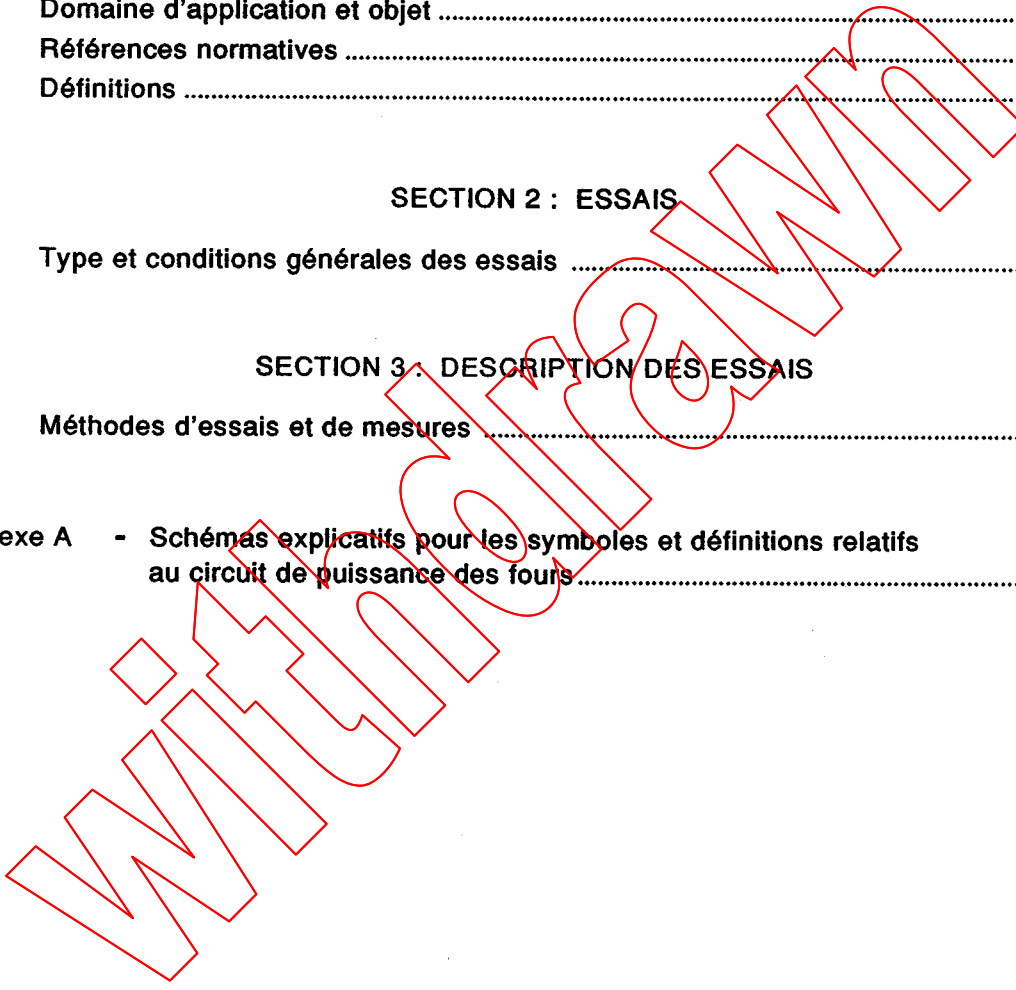 Domaine d'application et objet ..........
Références normatives ..........
Définitions ..........
SECTION 2 : ESSAIS
Type et conditions générales des essais ..........
SECTION 3 : DESCRIPTION DES ESSAIS
Méthodes d'essais et de mesures ..........
exe A - Schémas explicatifs pour les symboles et définitions relatifs
au circuit de puissance des fours ..........
withdrawn